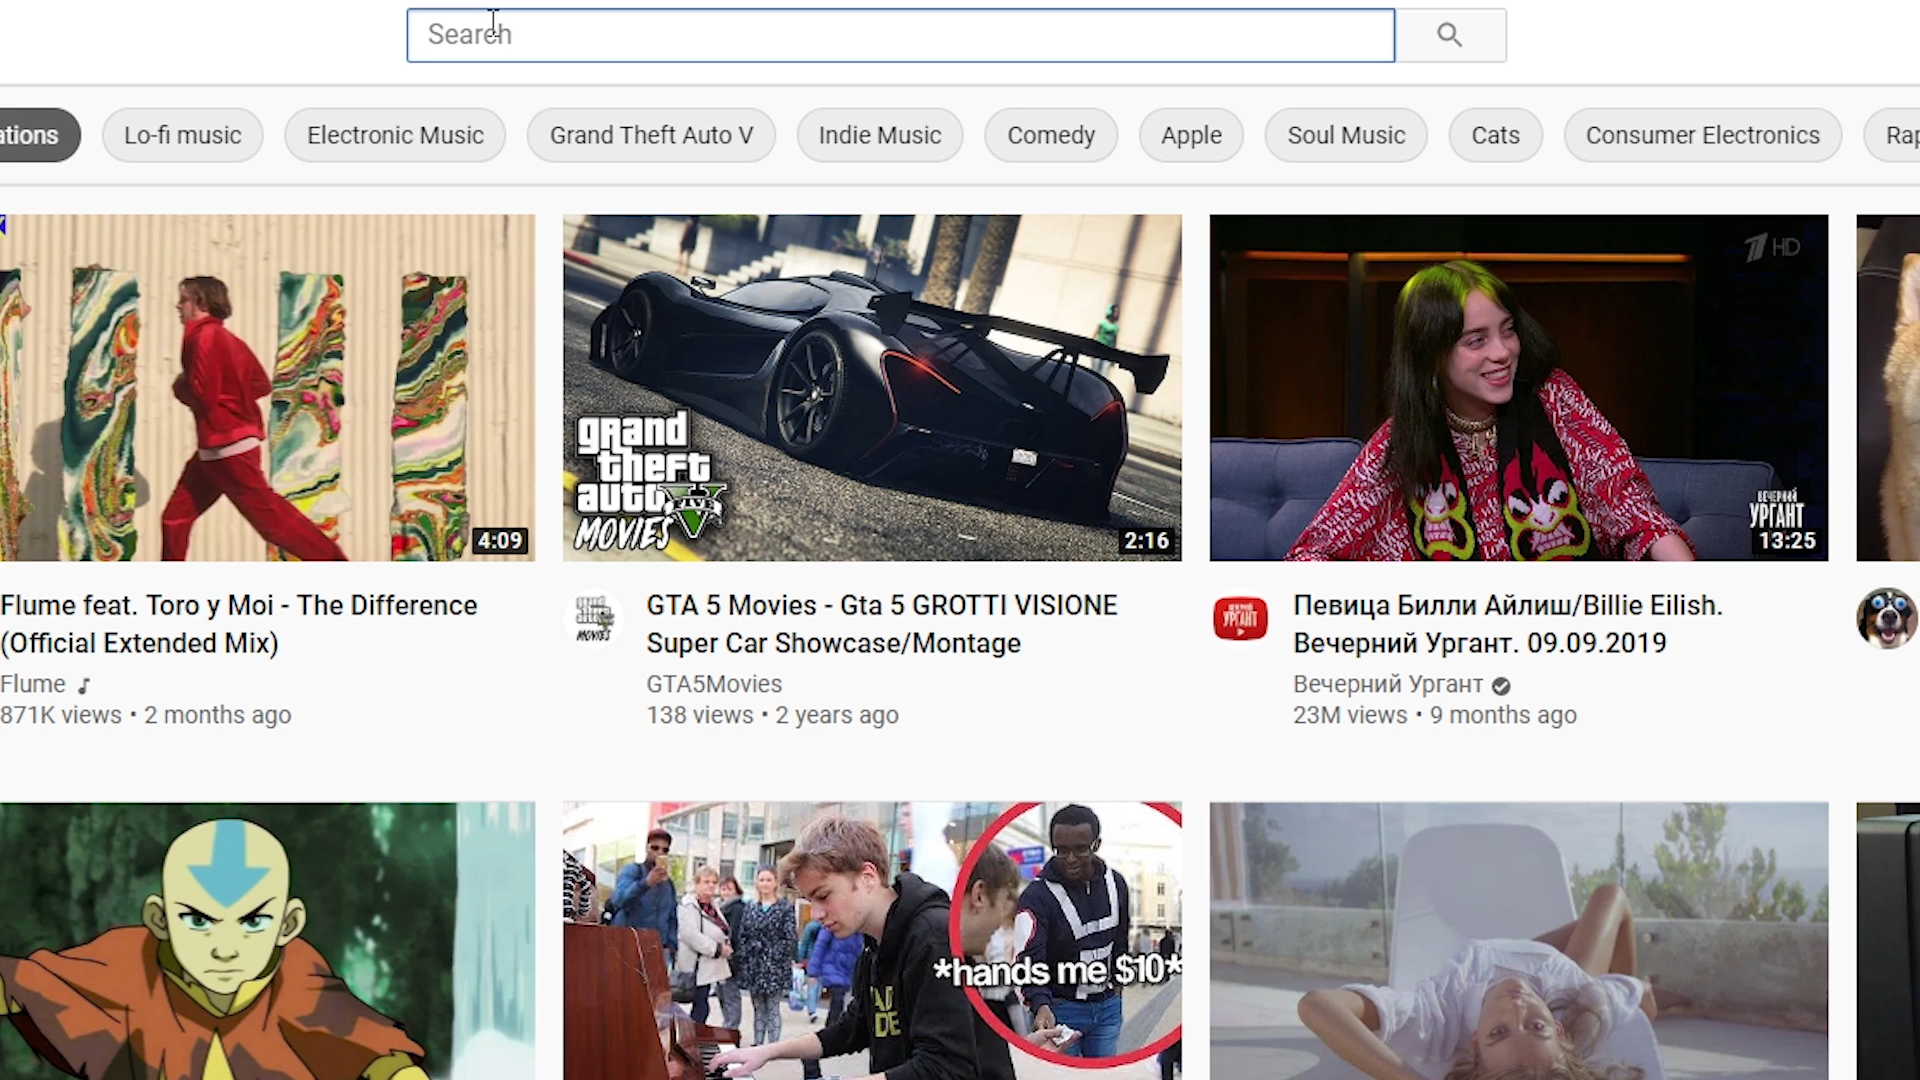 Search
ations
Lo-fi music
Electronic Music
Grand Theft Auto V
Indie Music
Comedy
Apple
Soul Music
Cats
Consumer Electronics
Rap
4:09
grand
theft
auto
MOVIES
2:16
HD
ВЕЧЕРНИЙ
УРГАНТ
13:25
Flume feat. Toro y Moi - The Difference
(Official Extended Mix)
Flume
871K views • 2 months ago
GTA 5 Movies - Gta 5 GROTTI VISIONE
Super Car Showcase/Montage
GTA5Movies
138 views • 2 years ago
УРГАНТ
Певица Билли Айлиш/Billie Eilish.
Вечерний Ургант. 09.09.2019
Вечерний Ургант
23M views • 9 months ago
*hands me $10*